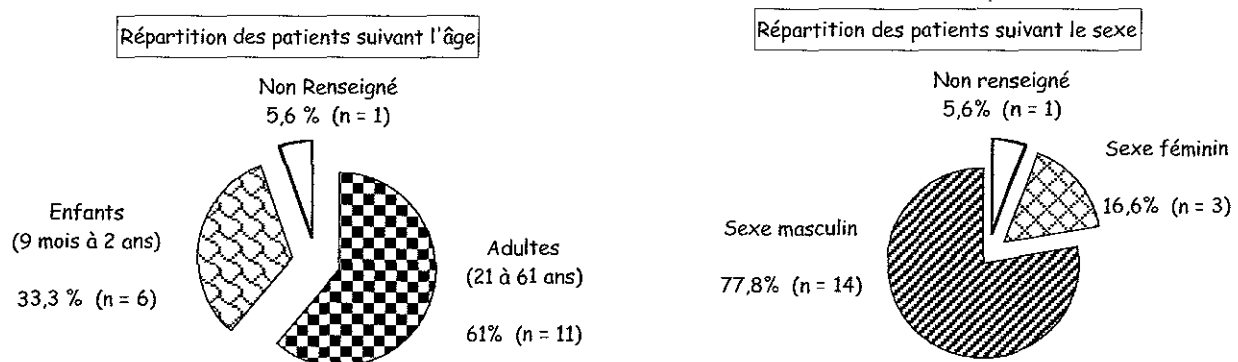 Répartition des patients suivant l'âge
Non Renseigné
5,6 % (n = 1)
Enfants
(9 mois à 2 ans)
33,3 % (n = 6)
Adultes
(21 à 61 ans)
61% (n = 11)
Répartition des patients suivant le sexe
Non renseigné
5,6% (n = 1)
Sexe féminin
16,6% (n = 3)
Sexe masculin
77,8% (n = 14)